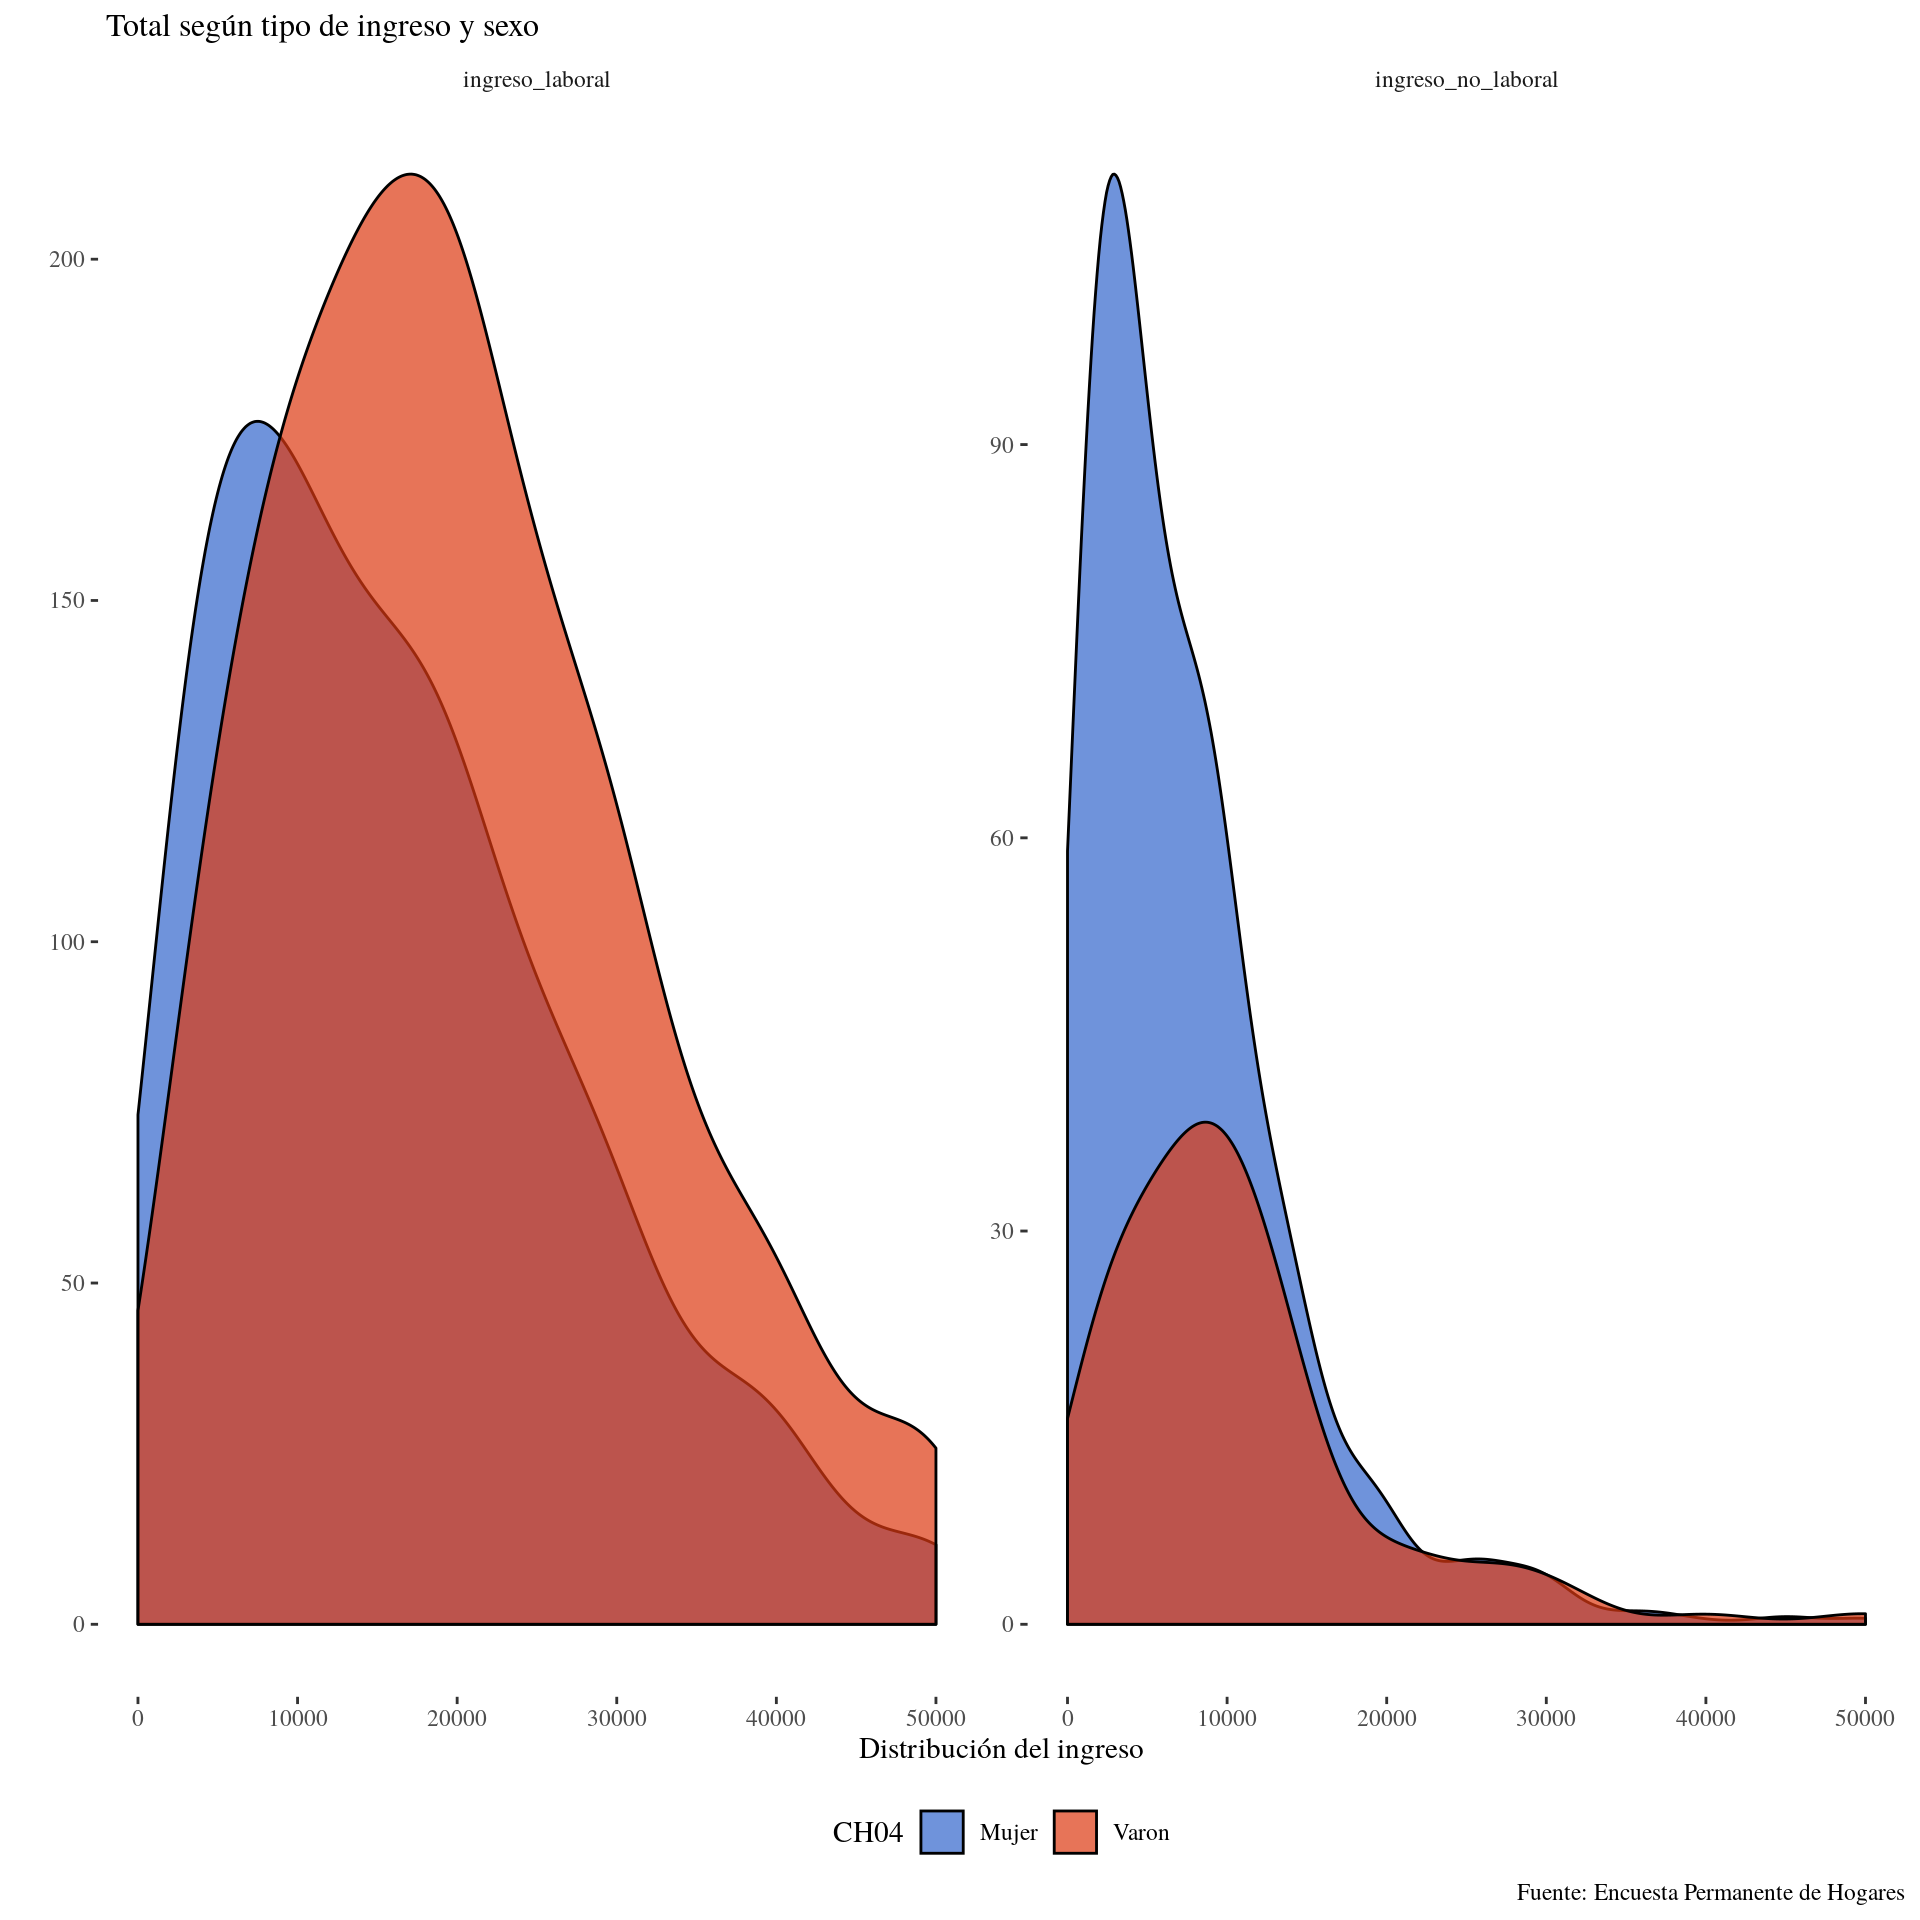 Total según tipo de ingreso y sexo
ingreso_laboral
ingreso_no_laboral
200
150
100
50
0
90
60
30
0
0 10000 20000 30000 40000 50000
0 10000 20000 30000 40000 50000
Distribución del ingreso
CH04 Mujer Varon
Fuente: Encuesta Permanente de Hogares